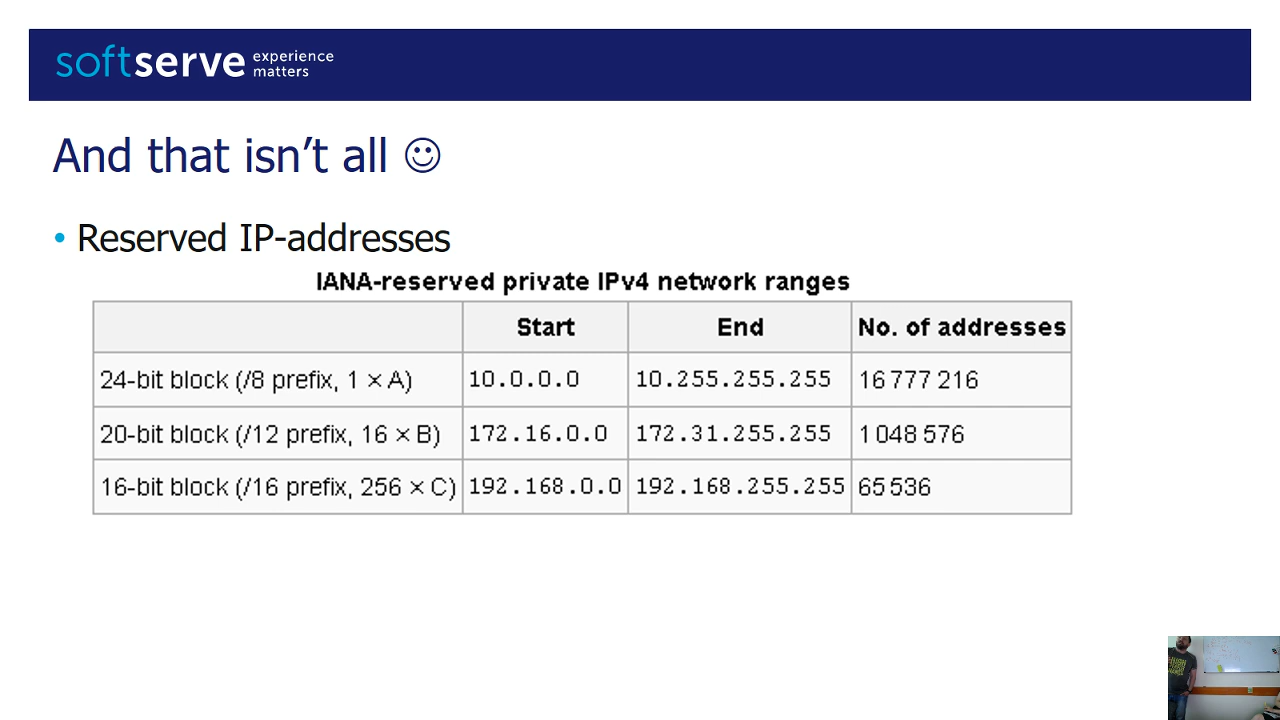 softserve experience matters
And that isn't all ☺
• Reserved IP-addresses
IANA-reserved private IPv4 network ranges
Start End No. of addresses
24-bit block (/8 prefix, 1 × A) 10.0.0.0 10.255.255.255 16 777 216
20-bit block (/12 prefix, 16 × B) 172.16.0.0 172.31.255.255 1 048 576
16-bit block (/16 prefix, 256 × C) 192.168.0.0 192.168.255.255 65 536